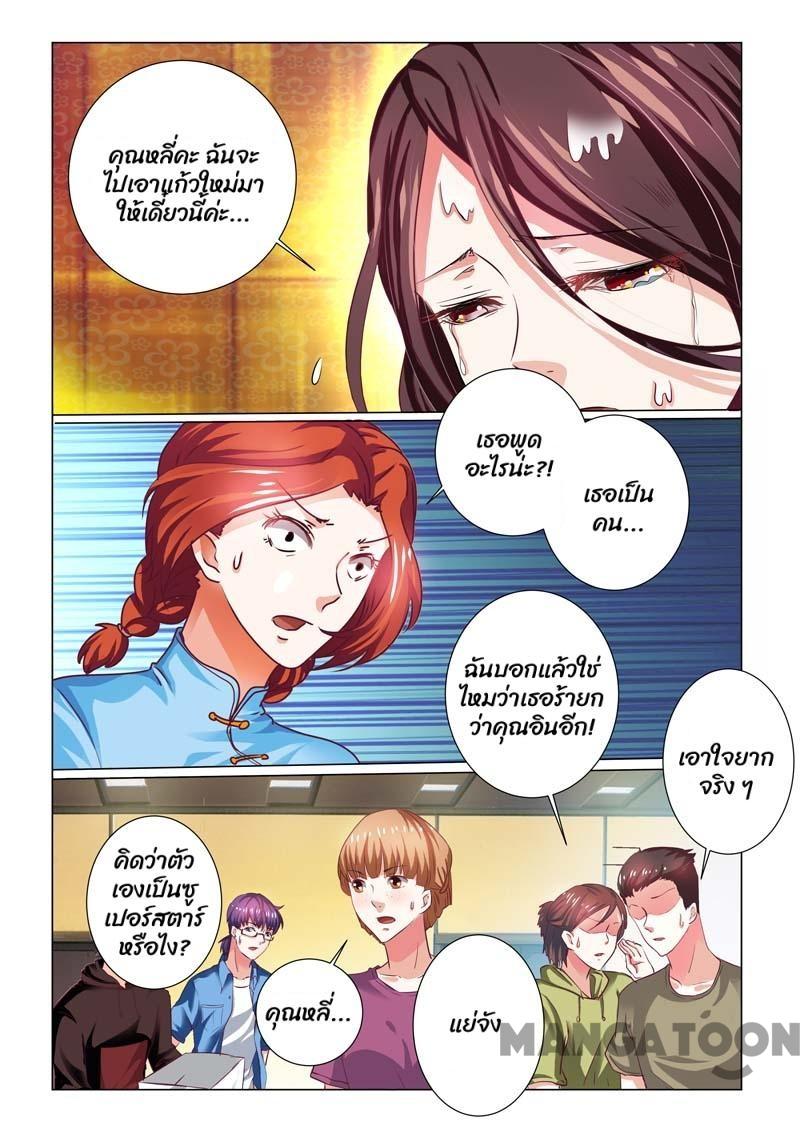 คุณหลี่คะ ฉันจะ
ไปเอาแก้วใหม่มา
ให้เดี๋ยวนี้ค่ะ...
เธอพูด
อะไรน่ะ?!
เธอเป็น
คน...
ฉันบอกแล้วใช่
ไหมว่าเธอร้ายก
ว่าคุณอินอีก!
เอาใจยาก
จริง ๆ
คิดว่าตัว
เองเป็นซู
เปอร์สตาร์
หรือไง?
คุณหลี่...
แย่จัง
MANGATOON